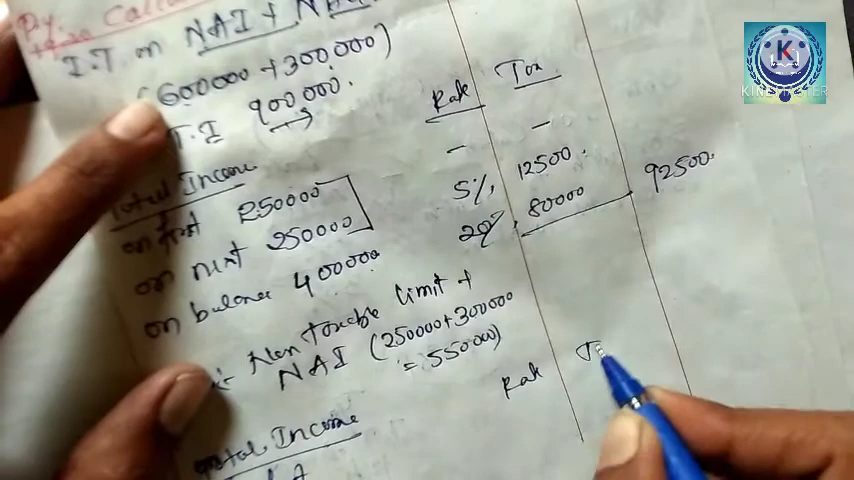 I.T on NAI +
(600000 + 300000)
T.I 900000.
Rate Tax
Total Income
on first 250000 — —
on next 250000 5%, 12500.
on balance 400000 20%, 80000 92500.
Non Taxable limit +
NAI (250000 + 300000
= 550000)
Rate T
Total Income
K
KINEMASTER